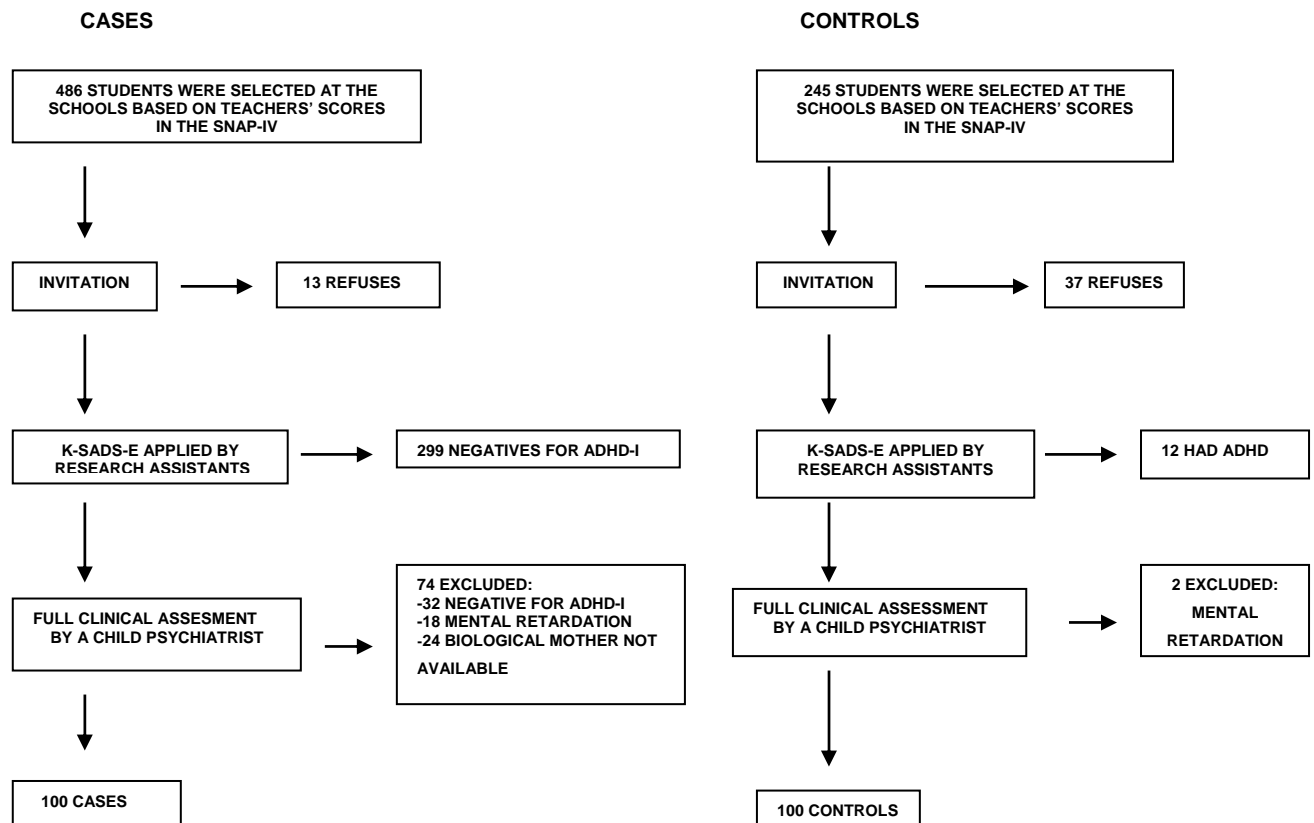 CASES
486 STUDENTS WERE SELECTED AT THE
SCHOOLS BASED ON TEACHERS' SCORES
IN THE SNAP-IV
INVITATION
13 REFUSES
K-SADS-E APPLIED BY
RESEARCH ASSISTANTS
299 NEGATIVES FOR ADHD-I
FULL CLINICAL ASSESMENT
BY A CHILD PSYCHIATRIST
74 EXCLUDED:
-32 NEGATIVE FOR ADHD-I
-18 MENTAL RETARDATION
-24 BIOLOGICAL MOTHER NOT
AVAILABLE
100 CASES
CONTROLS
245 STUDENTS WERE SELECTED AT THE
SCHOOLS BASED ON TEACHERS' SCORES
IN THE SNAP-IV
INVITATION
37 REFUSES
K-SADS-E APPLIED BY
RESEARCH ASSISTANTS
12 HAD ADHD
FULL CLINICAL ASSESSMENT
BY A CHILD PSYCHIATRIST
2 EXCLUDED:
MENTAL
RETARDATION
100 CONTROLS